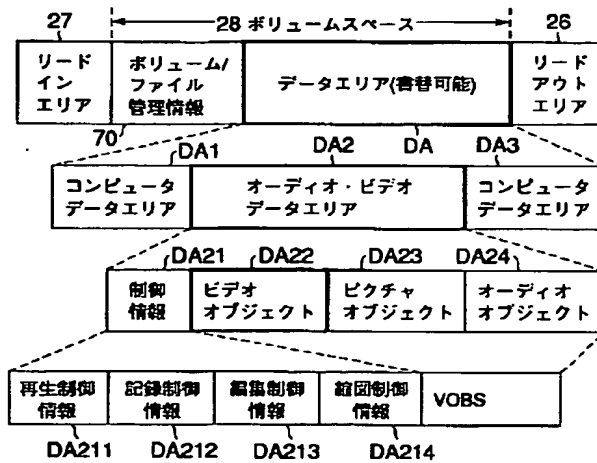 27
28 ボリュームスペース
26
リード
イン
エリア
ボリューム/
ファイル
管理情報
データエリア(書替可能)
リード
アウト
エリア
70
DA
DA1
DA2
DA3
コンピュータ
データエリア
オーディオ・ビデオ
データエリア
コンピュータ
データエリア
DA21
DA22
DA23
DA24
制御
情報
ビデオ
オブジェクト
ピクチャ
オブジェクト
オーディオ
オブジェクト
再生制御
情報
記録制御
情報
編集制御
情報
縮図制御
情報
VOBS
DA211
DA212
DA213
DA214